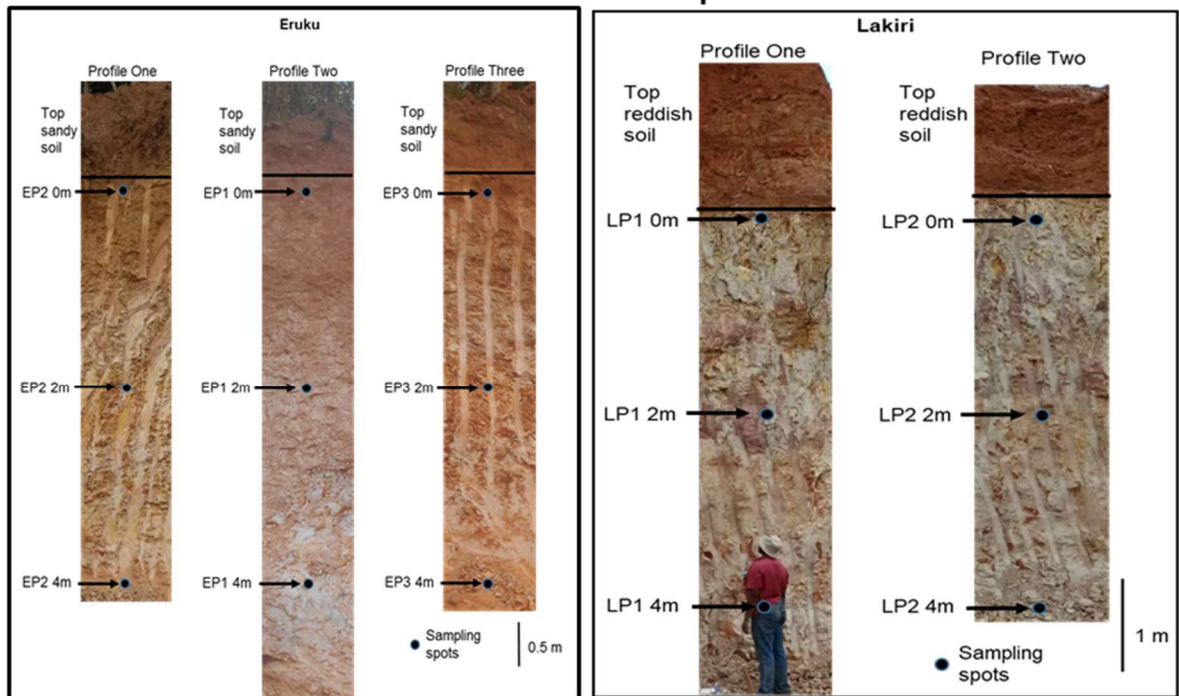 Eruku
Profile One
Profile Two
Profile Three
Top
sandy
soil
Top
sandy
soil
Top
sandy
soil
EP2 0m
EP1 0m
EP3 0m
EP2 2m
EP1 2m
EP3 2m
EP2 4m
EP1 4m
EP3 4m
Sampling
spots
0.5 m
Lakiri
Profile One
Profile Two
Top
reddish
soil
Top
reddish
soil
LP1 0m
LP2 0m
LP1 2m
LP2 2m
LP1 4m
LP2 4m
Sampling
spots
1 m